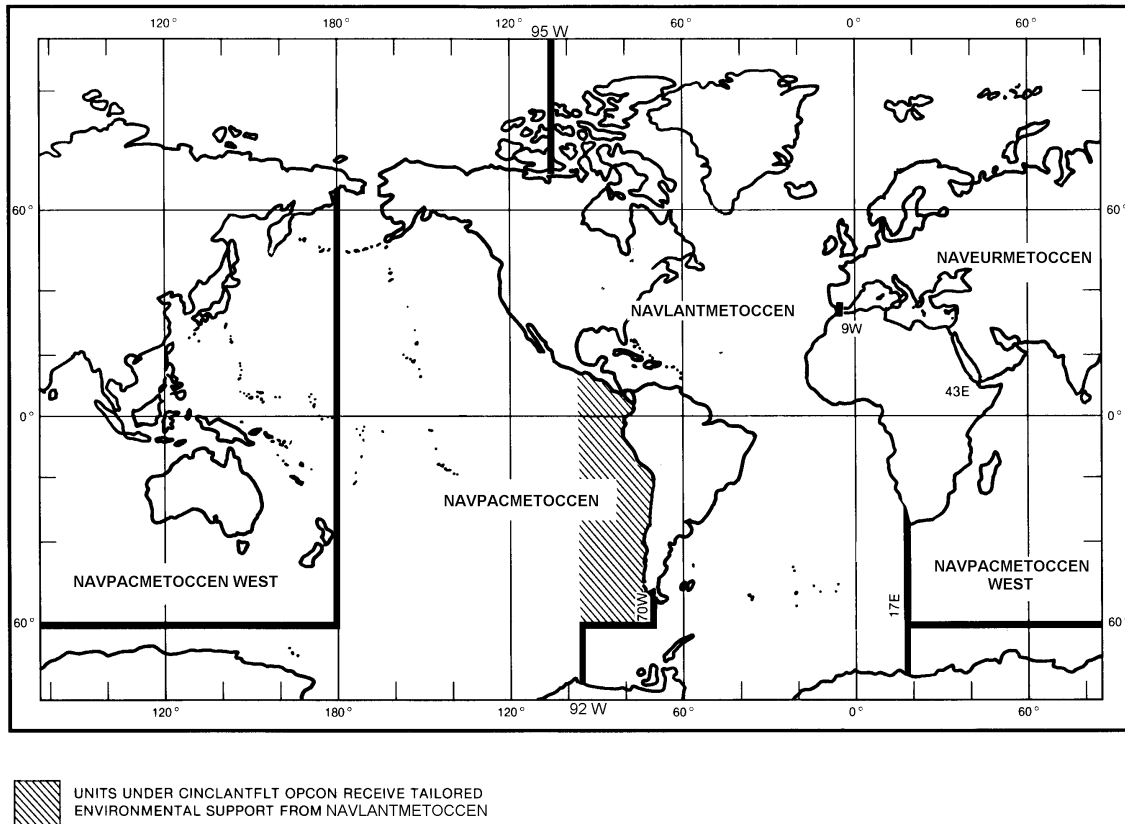 120° 180° 120° 60° 0° 60°
95 W
60° 60°
NAVEURMETOCCEN
NAVLANTMETOCCEN
9W
43E
0° 0°
NAVPACMETOCCEN
NAVPACMETOCCEN WEST
NAVPACMETOCCEN
WEST
70W
17E
60° 60°
120° 180° 120° 60° 0° 60°
92 W
UNITS UNDER CINCLANTFLT OPCON RECEIVE TAILORED
ENVIRONMENTAL SUPPORT FROM NAVLANTMETOCCEN